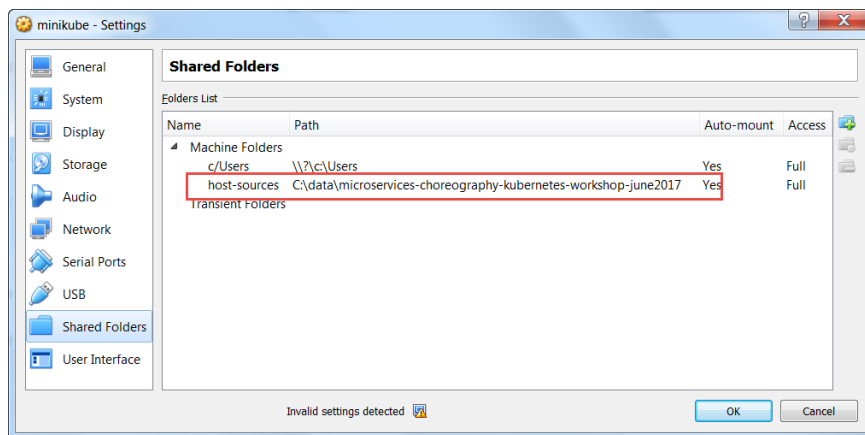 minikube - Settings
General
System
Display
Storage
Audio
Network
Serial Ports
USB
Shared Folders
User Interface
Shared Folders
Folders List
Name Path Auto-mount Access
Machine Folders
c/Users \\?\c:\Users Yes Full
host-sources C:\data\microservices-choreography-kubernetes-workshop-june2017 Yes Full
Transient Folders
Invalid settings detected
OK Cancel